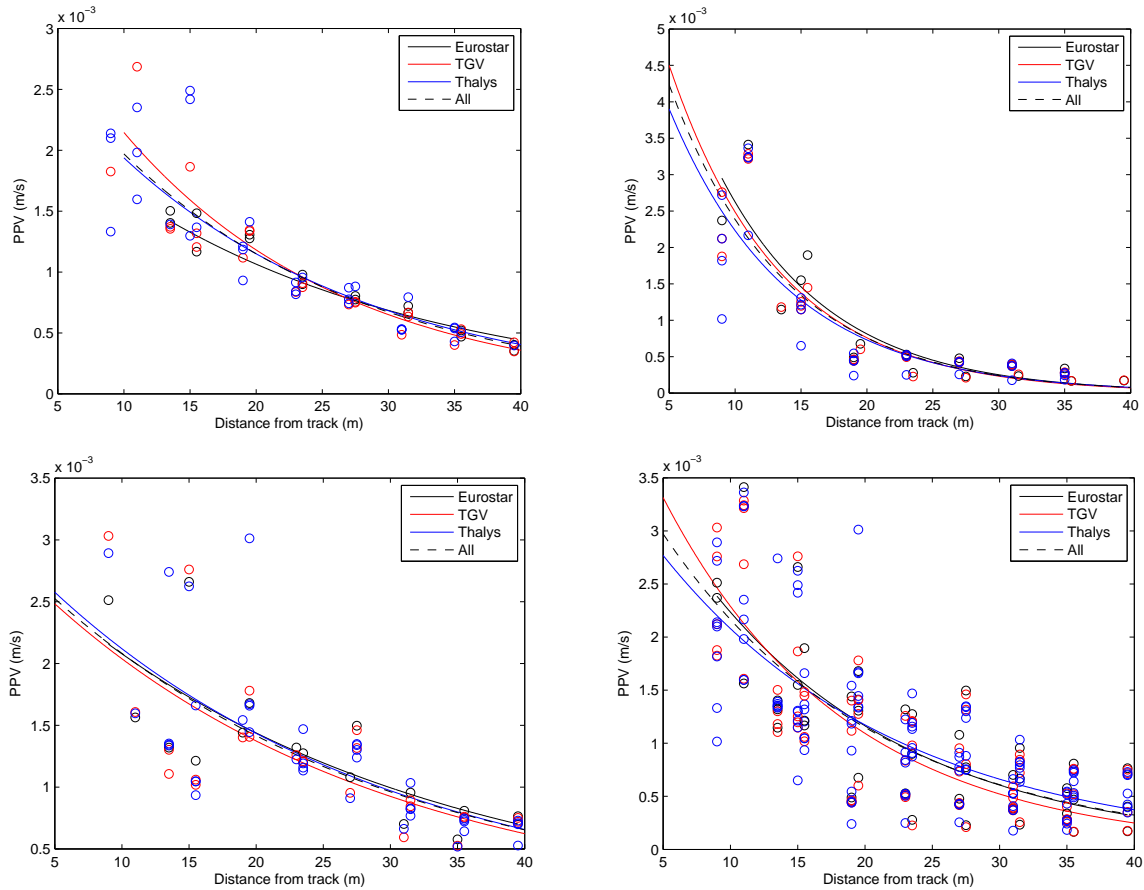 x 10⁻³
3
2.5
2
1.5
1
0.5
0
PPV (m/s)
5 10 15 20 25 30 35 40
Distance from track (m)
Eurostar
TGV
Thalys
All
x 10⁻³
5
4.5
4
3.5
3
2.5
2
1.5
1
0.5
0
PPV (m/s)
5 10 15 20 25 30 35 40
Distance from track (m)
Eurostar
TGV
Thalys
All
x 10⁻³
3.5
3
2.5
2
1.5
1
0.5
PPV (m/s)
5 10 15 20 25 30 35 40
Distance from track (m)
Eurostar
TGV
Thalys
All
x 10⁻³
3.5
3
2.5
2
1.5
1
0.5
0
PPV (m/s)
5 10 15 20 25 30 35 40
Distance from track (m)
Eurostar
TGV
Thalys
All